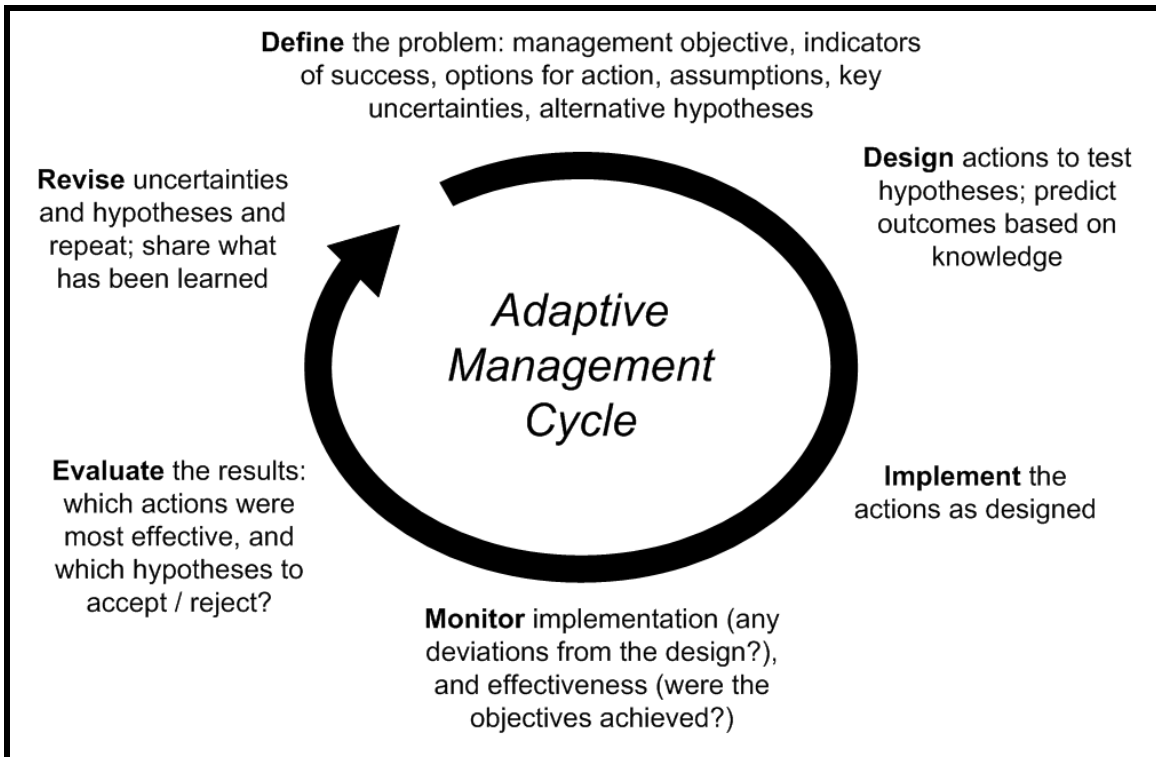 Define the problem: management objective, indicators
of success, options for action, assumptions, key
uncertainties, alternative hypotheses
Design actions to test
hypotheses; predict
outcomes based on
knowledge
Implement the
actions as designed
Monitor implementation (any
deviations from the design?),
and effectiveness (were the
objectives achieved?)
Evaluate the results:
which actions were
most effective, and
which hypotheses to
accept / reject?
Revise uncertainties
and hypotheses and
repeat; share what
has been learned
Adaptive
Management
Cycle